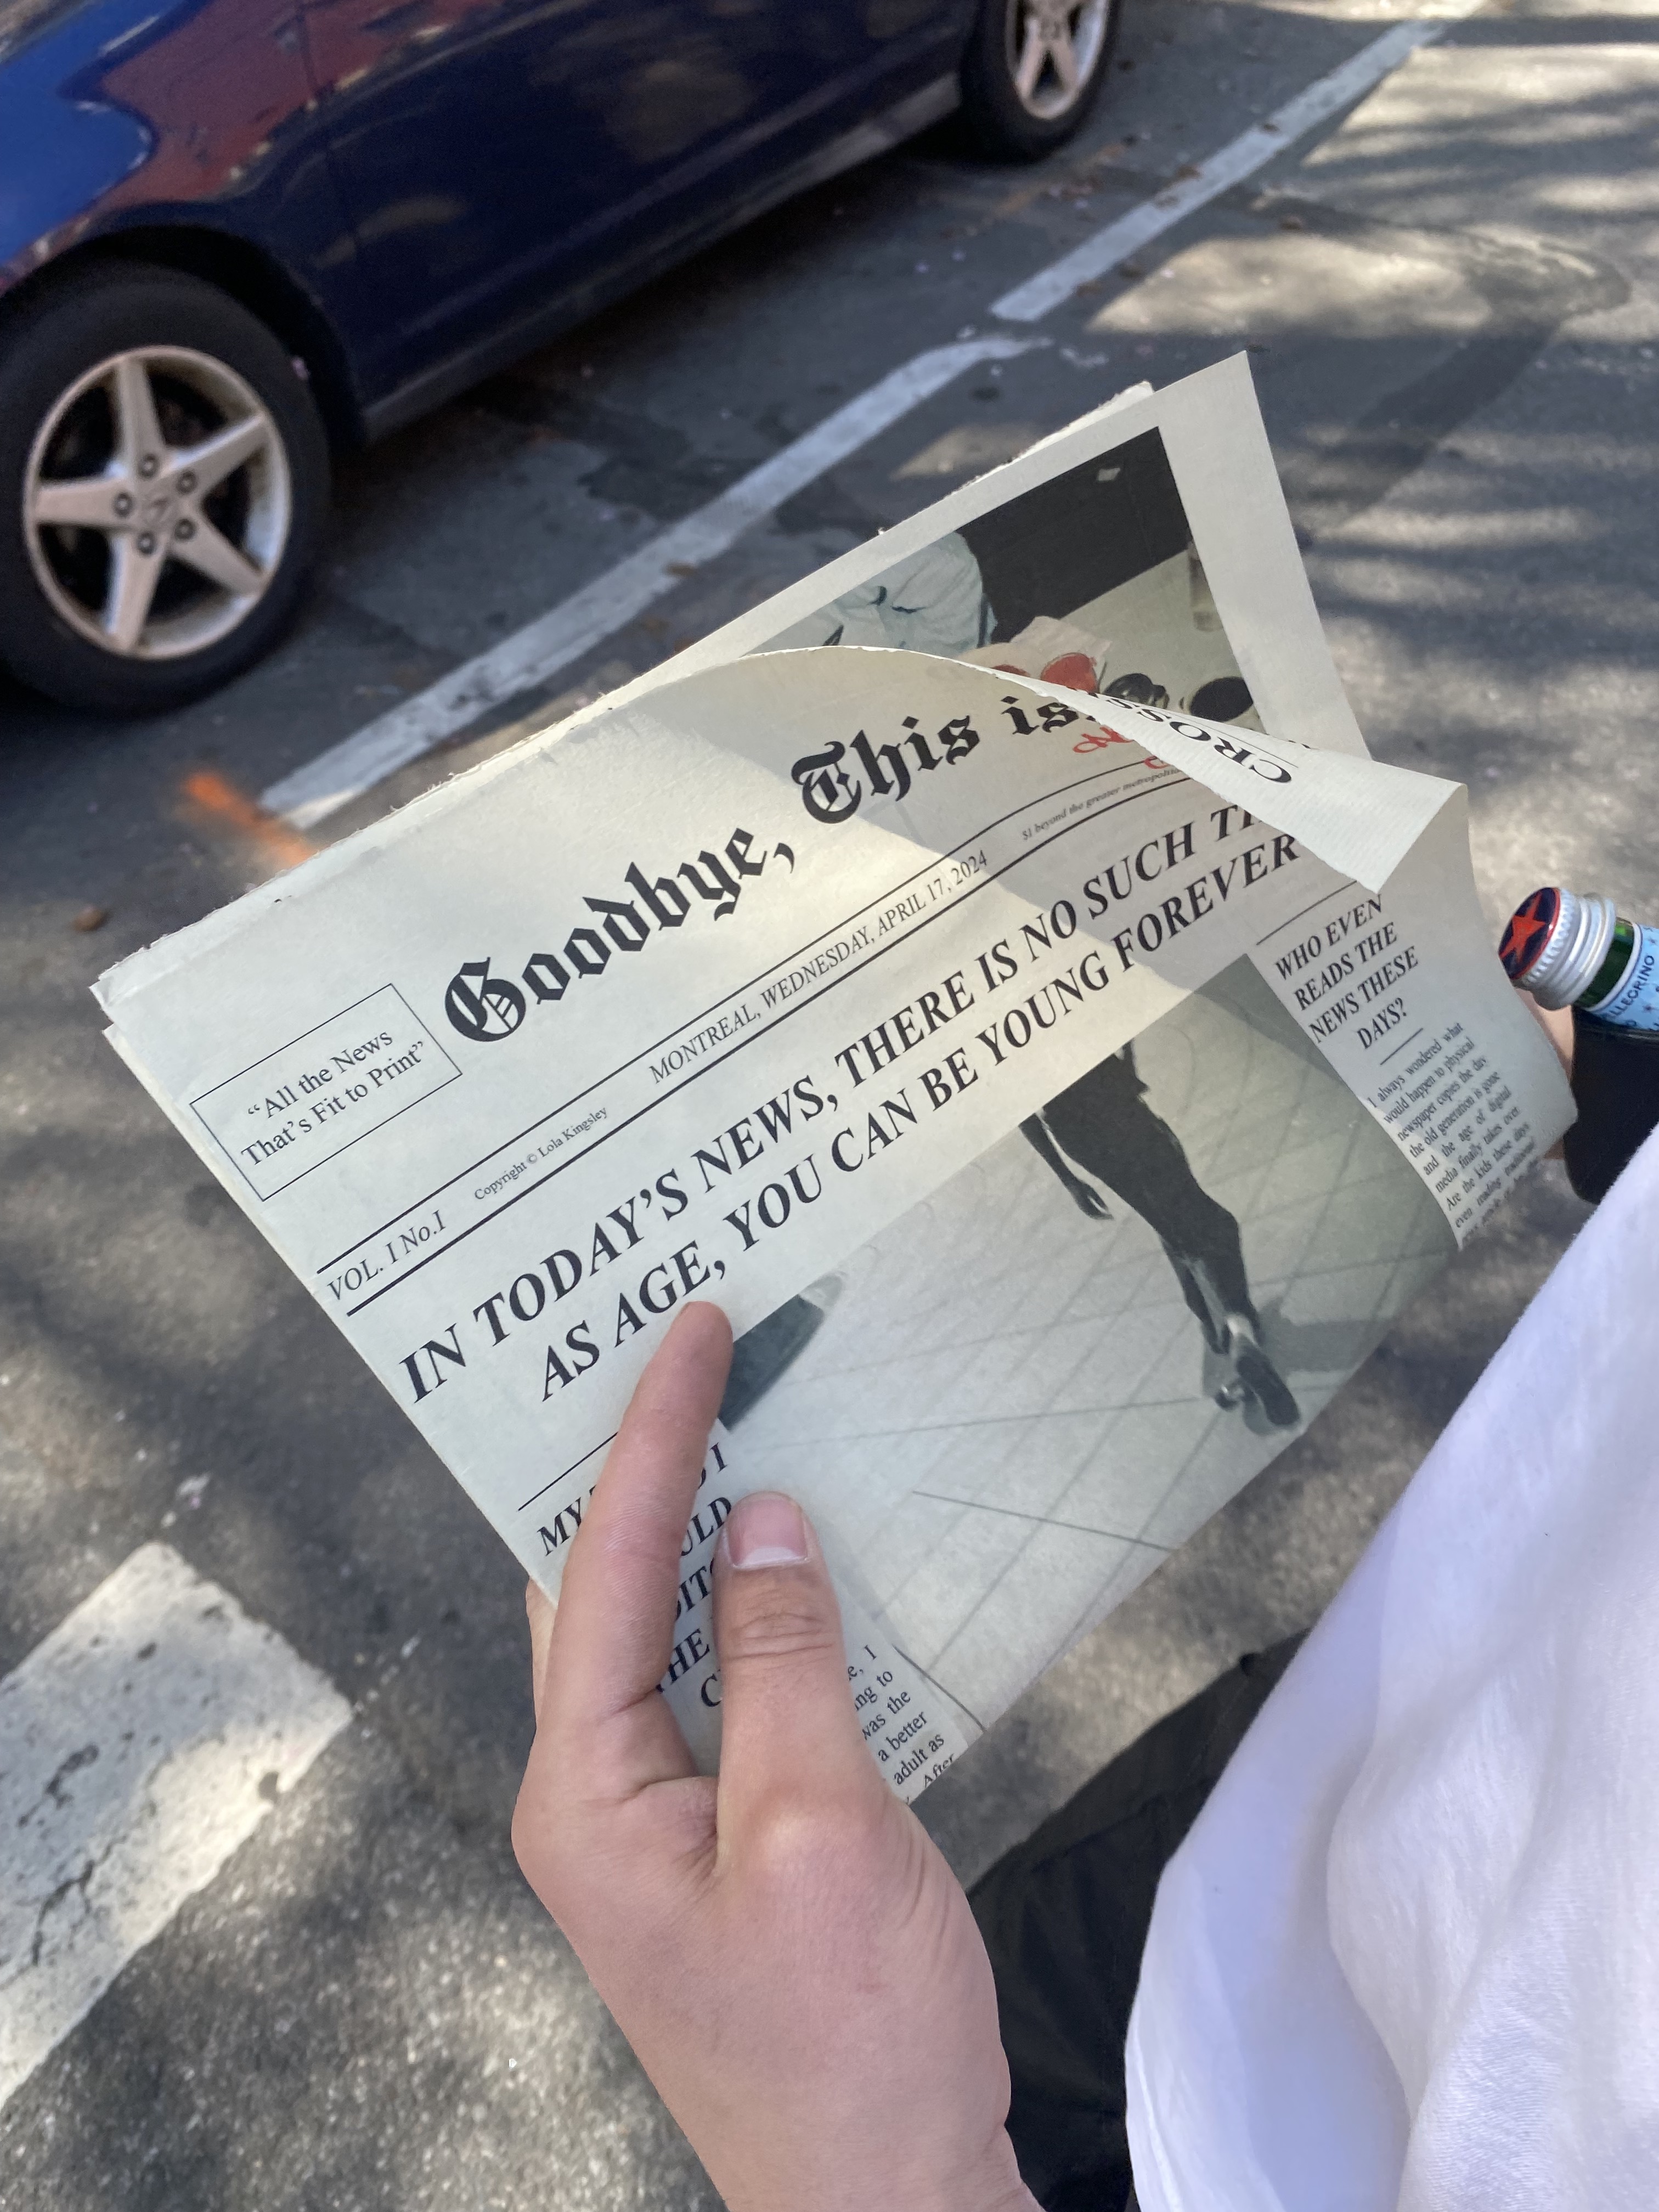 Goodbye, This is
"All the News
That's Fit to Print"
VOL. I No.I
Copyright © Lola Kingsley
MONTREAL, WEDNESDAY, APRIL 17, 2024
$1 beyond the greater
IN TODAY'S NEWS, THERE IS NO SUCH
AS AGE, YOU CAN BE YOUNG FOREVER
WHO EVEN
READS THE
NEWS THESE
DAYS?
I always wondered what
would happen to physical
newspaper copies the day
the old generation is gone
and the age of digital
media finally takes over.
Are the kids these days
even reading traditional
MY
I
ULD
HE
C
e, I
ng to
was the
a better
adult as
After
CROSS
LLEGRINO